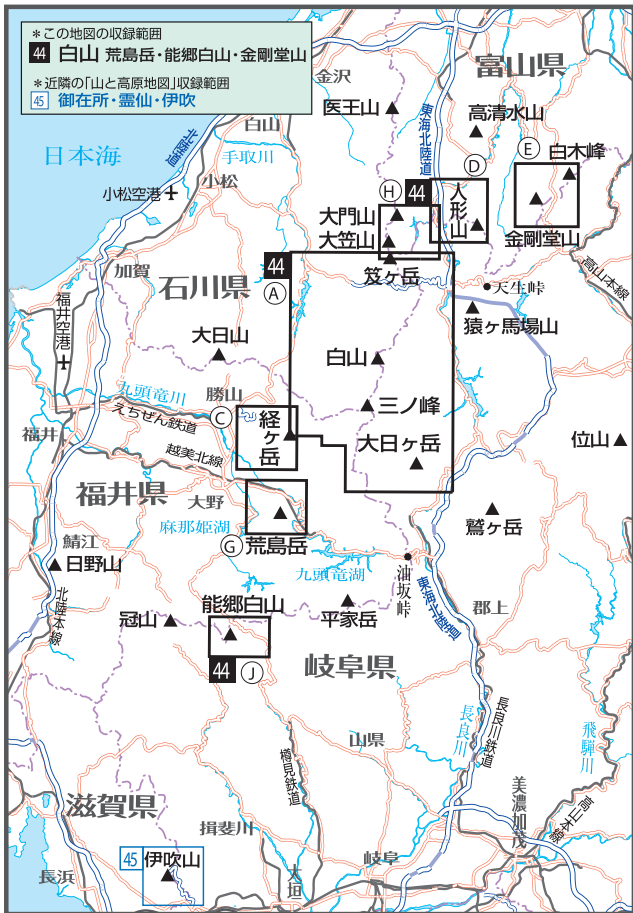 ＊この地図の収録範囲
44 白山 荒島岳・能郷白山・金剛堂山
＊近隣の「山と高原地図」収録範囲
45 御在所・霊仙・伊吹
金沢
富山県
医王山
東海北陸道
高清水山
北陸道
白山
日本海
手取川
D
E
白木峰
小松
小松空港
H
44
人形山
大門山
大笠山
金剛堂山
44
笈ヶ岳
加賀
石川県
A
天生峠
高山本線
福井空港
猿ヶ馬場山
大日山
白山
九頭竜川
勝山
三ノ峰
C
経ヶ岳
えちぜん鉄道
福井
越美北線
大日ヶ岳
位山
福井県
大野
麻那姫湖
鷲ヶ岳
G
荒島岳
鯖江
日野山
九頭竜湖
油坂峠
東海北陸道
北陸本線
能郷白山
冠山
平家岳
郡上
44
J
岐阜県
長良川
長良川鉄道
山県
飛騨川
樽見鉄道
滋賀県
美濃加茂
高山本線
揖斐川
45
伊吹山
長浜
大垣
岐阜